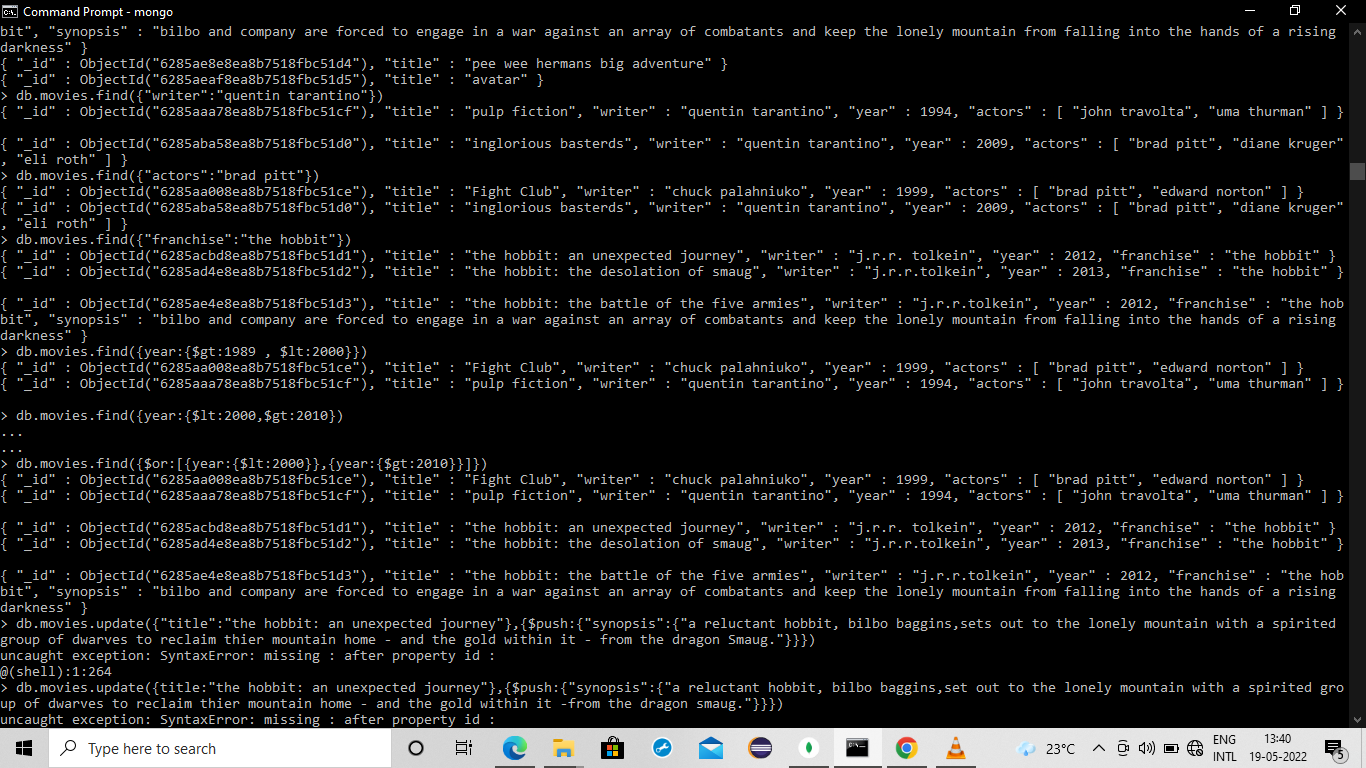 Command Prompt - mongo
bit", "synopsis" : "bilbo and company are forced to engage in a war against an array of combatants and keep the lonely mountain from falling into the hands of a rising
darkness" }
{ "_id" : ObjectId("6285ae8e8ea8b7518fbc51d4"), "title" : "pee wee hermans big adventure" }
{ "_id" : ObjectId("6285aeaf8ea8b7518fbc51d5"), "title" : "avatar" }
> db.movies.find({"writer":"quentin tarantino"})
{ "_id" : ObjectId("6285aaa78ea8b7518fbc51cf"), "title" : "pulp fiction", "writer" : "quentin tarantino", "year" : 1994, "actors" : [ "john travolta", "uma thurman" ] }
{ "_id" : ObjectId("6285aba58ea8b7518fbc51d0"), "title" : "inglorious basterds", "writer" : "quentin tarantino", "year" : 2009, "actors" : [ "brad pitt", "diane kruger"
, "eli roth" ] }
> db.movies.find({"actors":"brad pitt"})
{ "_id" : ObjectId("6285aa008ea8b7518fbc51ce"), "title" : "Fight Club", "writer" : "chuck palahniuko", "year" : 1999, "actors" : [ "brad pitt", "edward norton" ] }
{ "_id" : ObjectId("6285aba58ea8b7518fbc51d0"), "title" : "inglorious basterds", "writer" : "quentin tarantino", "year" : 2009, "actors" : [ "brad pitt", "diane kruger"
, "eli roth" ] }
> db.movies.find({"franchise":"the hobbit"})
{ "_id" : ObjectId("6285acbd8ea8b7518fbc51d1"), "title" : "the hobbit: an unexpected journey", "writer" : "j.r.r. tolkein", "year" : 2012, "franchise" : "the hobbit" }
{ "_id" : ObjectId("6285ad4e8ea8b7518fbc51d2"), "title" : "the hobbit: the desolation of smaug", "writer" : "j.r.r.tolkein", "year" : 2013, "franchise" : "the hobbit" }
{ "_id" : ObjectId("6285ae4e8ea8b7518fbc51d3"), "title" : "the hobbit: the battle of the five armies", "writer" : "j.r.r.tolkein", "year" : 2012, "franchise" : "the hob
bit", "synopsis" : "bilbo and company are forced to engage in a war against an array of combatants and keep the lonely mountain from falling into the hands of a rising
darkness" }
> db.movies.find({year:{$gt:1989 , $lt:2000}})
{ "_id" : ObjectId("6285aa008ea8b7518fbc51ce"), "title" : "Fight Club", "writer" : "chuck palahniuko", "year" : 1999, "actors" : [ "brad pitt", "edward norton" ] }
{ "_id" : ObjectId("6285aaa78ea8b7518fbc51cf"), "title" : "pulp fiction", "writer" : "quentin tarantino", "year" : 1994, "actors" : [ "john travolta", "uma thurman" ] }
> db.movies.find({year:{$lt:2000,$gt:2010})
...
...
> db.movies.find({$or:[{year:{$lt:2000}},{year:{$gt:2010}}]})
{ "_id" : ObjectId("6285aa008ea8b7518fbc51ce"), "title" : "Fight Club", "writer" : "chuck palahniuko", "year" : 1999, "actors" : [ "brad pitt", "edward norton" ] }
{ "_id" : ObjectId("6285aaa78ea8b7518fbc51cf"), "title" : "pulp fiction", "writer" : "quentin tarantino", "year" : 1994, "actors" : [ "john travolta", "uma thurman" ] }
{ "_id" : ObjectId("6285acbd8ea8b7518fbc51d1"), "title" : "the hobbit: an unexpected journey", "writer" : "j.r.r. tolkein", "year" : 2012, "franchise" : "the hobbit" }
{ "_id" : ObjectId("6285ad4e8ea8b7518fbc51d2"), "title" : "the hobbit: the desolation of smaug", "writer" : "j.r.r.tolkein", "year" : 2013, "franchise" : "the hobbit" }
{ "_id" : ObjectId("6285ae4e8ea8b7518fbc51d3"), "title" : "the hobbit: the battle of the five armies", "writer" : "j.r.r.tolkein", "year" : 2012, "franchise" : "the hob
bit", "synopsis" : "bilbo and company are forced to engage in a war against an array of combatants and keep the lonely mountain from falling into the hands of a rising
darkness" }
> db.movies.update({"title":"the hobbit: an unexpected journey"},{$push:{"synopsis":{"a reluctant hobbit, bilbo baggins,sets out to the lonely mountain with a spirited
group of dwarves to reclaim thier mountain home - and the gold within it - from the dragon Smaug."}}})
uncaught exception: SyntaxError: missing : after property id :
@(shell):1:264
> db.movies.update({title:"the hobbit: an unexpected journey"},{$push:{"synopsis":{"a reluctant hobbit, bilbo baggins,set out to the lonely mountain with a spirited gro
up of dwarves to reclaim thier mountain home - and the gold within it -from the dragon smaug."}}})
uncaught exception: SyntaxError: missing : after property id :
Type here to search
23°C
ENG
INTL
13:40
19-05-2022
5